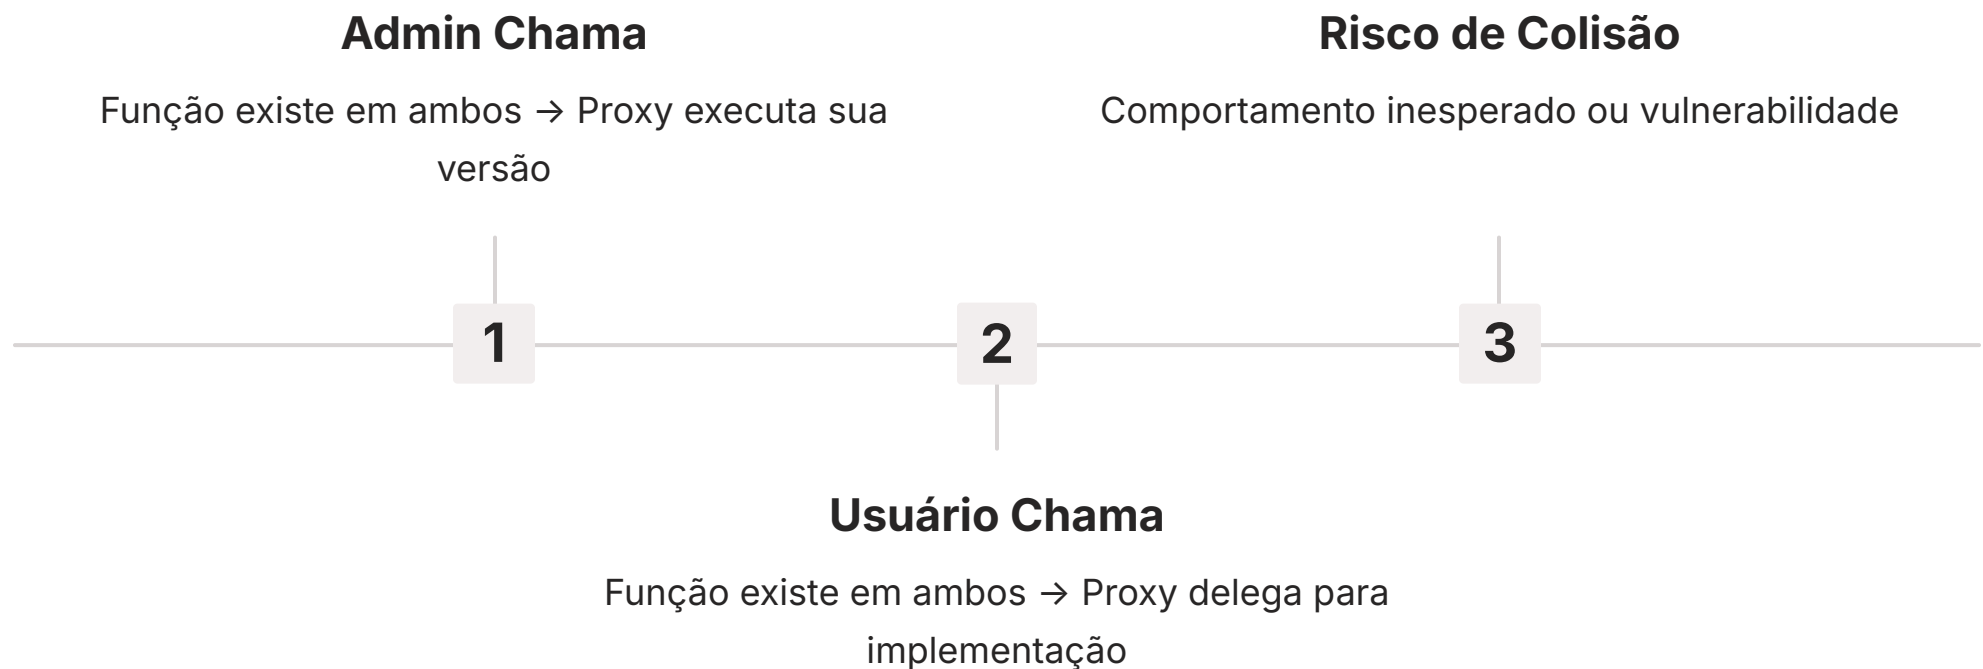 Admin Chama
Função existe em ambos → Proxy executa sua
versão
Risco de Colisão
Comportamento inesperado ou vulnerabilidade
1
2
3
Usuário Chama
Função existe em ambos → Proxy delega para
implementação